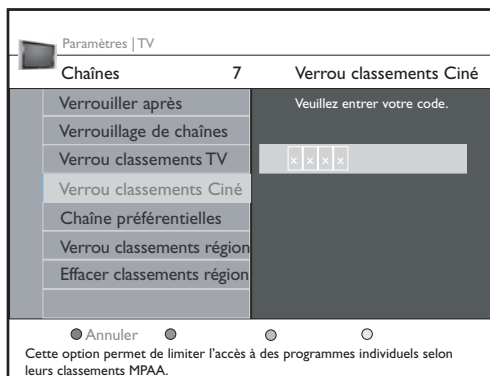 Paramètres | TV
Chaînes 7 Verrou classements Ciné
Verrouiller après
Veuillez entrer votre code.
Verrouillage de chaînes
Verrou classements TV
x x x x
Verrou classements Ciné
Chaîne préférentielles
Verrou classements région
Effacer classements région
Annuler
Cette option permet de limiter l'accès à des programmes individuels selon
leurs classements MPAA.